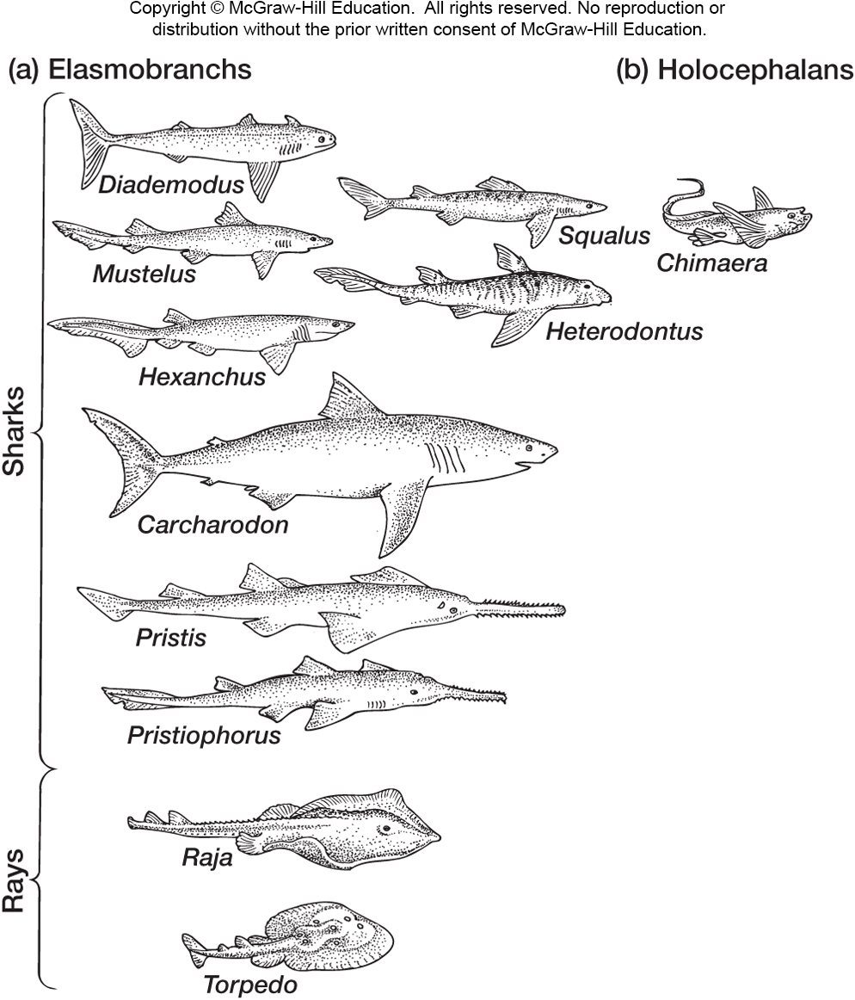 Copyright © McGraw-Hill Education. All rights reserved. No reproduction or
distribution without the prior written consent of McGraw-Hill Education.
(a) Elasmobranchs
(b) Holocephalans
Sharks
Diademodus
Squalus
Chimaera
Mustelus
Heterodontus
Hexanchus
Carcharodon
Pristis
Pristiophorus
Rays
Raja
Torpedo